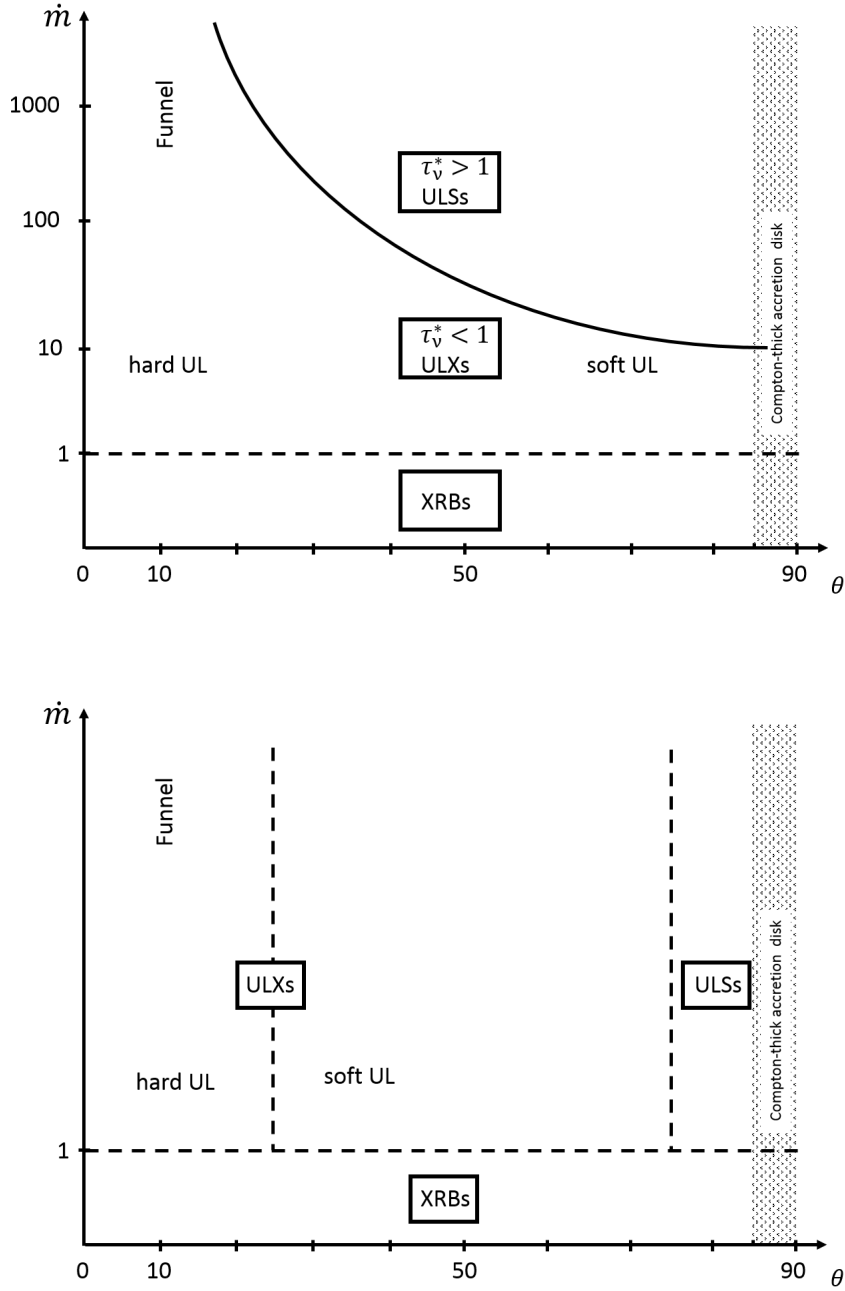 ṁ
1000
Funnel
τ*ν > 1
ULSs
100
Compton-thick accretion disk
τ*ν < 1
10
hard UL
ULXs
soft UL
1
XRBs
0
10
50
90
θ
ṁ
Funnel
Compton-thick accretion disk
ULXs
ULSs
hard UL
soft UL
1
XRBs
0
10
50
90
θ